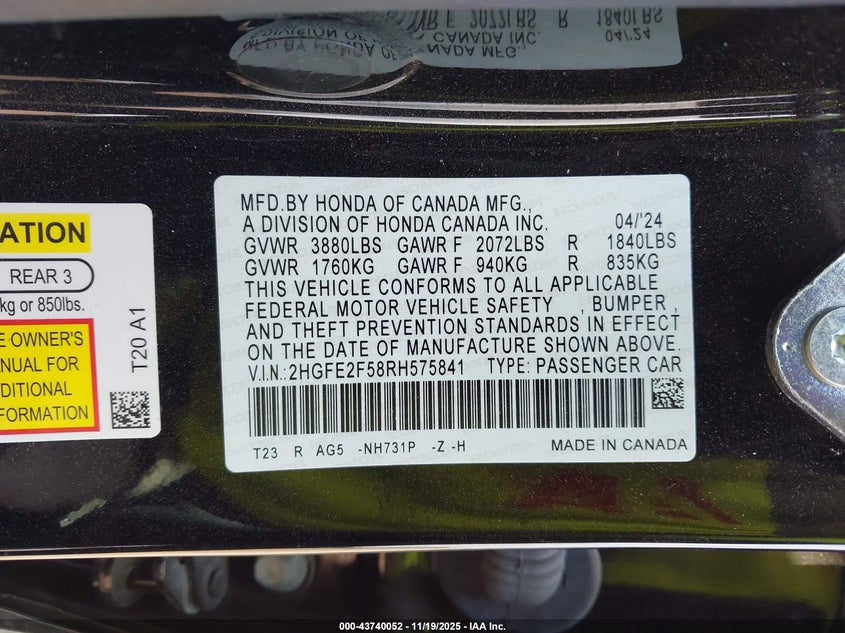 MFD.BY HONDA OF CANADA MFG.,
A DIVISION OF HONDA CANADA INC. 04/'24
GVWR 3880LBS GAWR F 2072LBS R 1840LBS
GVWR 1760KG GAWR F 940KG R 835KG
THIS VEHICLE CONFORMS TO ALL APPLICABLE
FEDERAL MOTOR VEHICLE SAFETY , BUMPER ,
AND THEFT PREVENTION STANDARDS IN EFFECT
ON THE DATE OF MANUFACTURE SHOWN ABOVE.
V.I.N.:2HGFE2F58RH575841 TYPE: PASSENGER CAR
T23 R AG5 -NH731P -Z -H MADE IN CANADA
ATION
REAR 3
kg or 850lbs.
E OWNER'S
ANUAL FOR
DITIONAL
FORMATION
T20 A1
000-43740052 - 11/19/2025 - IAA Inc.